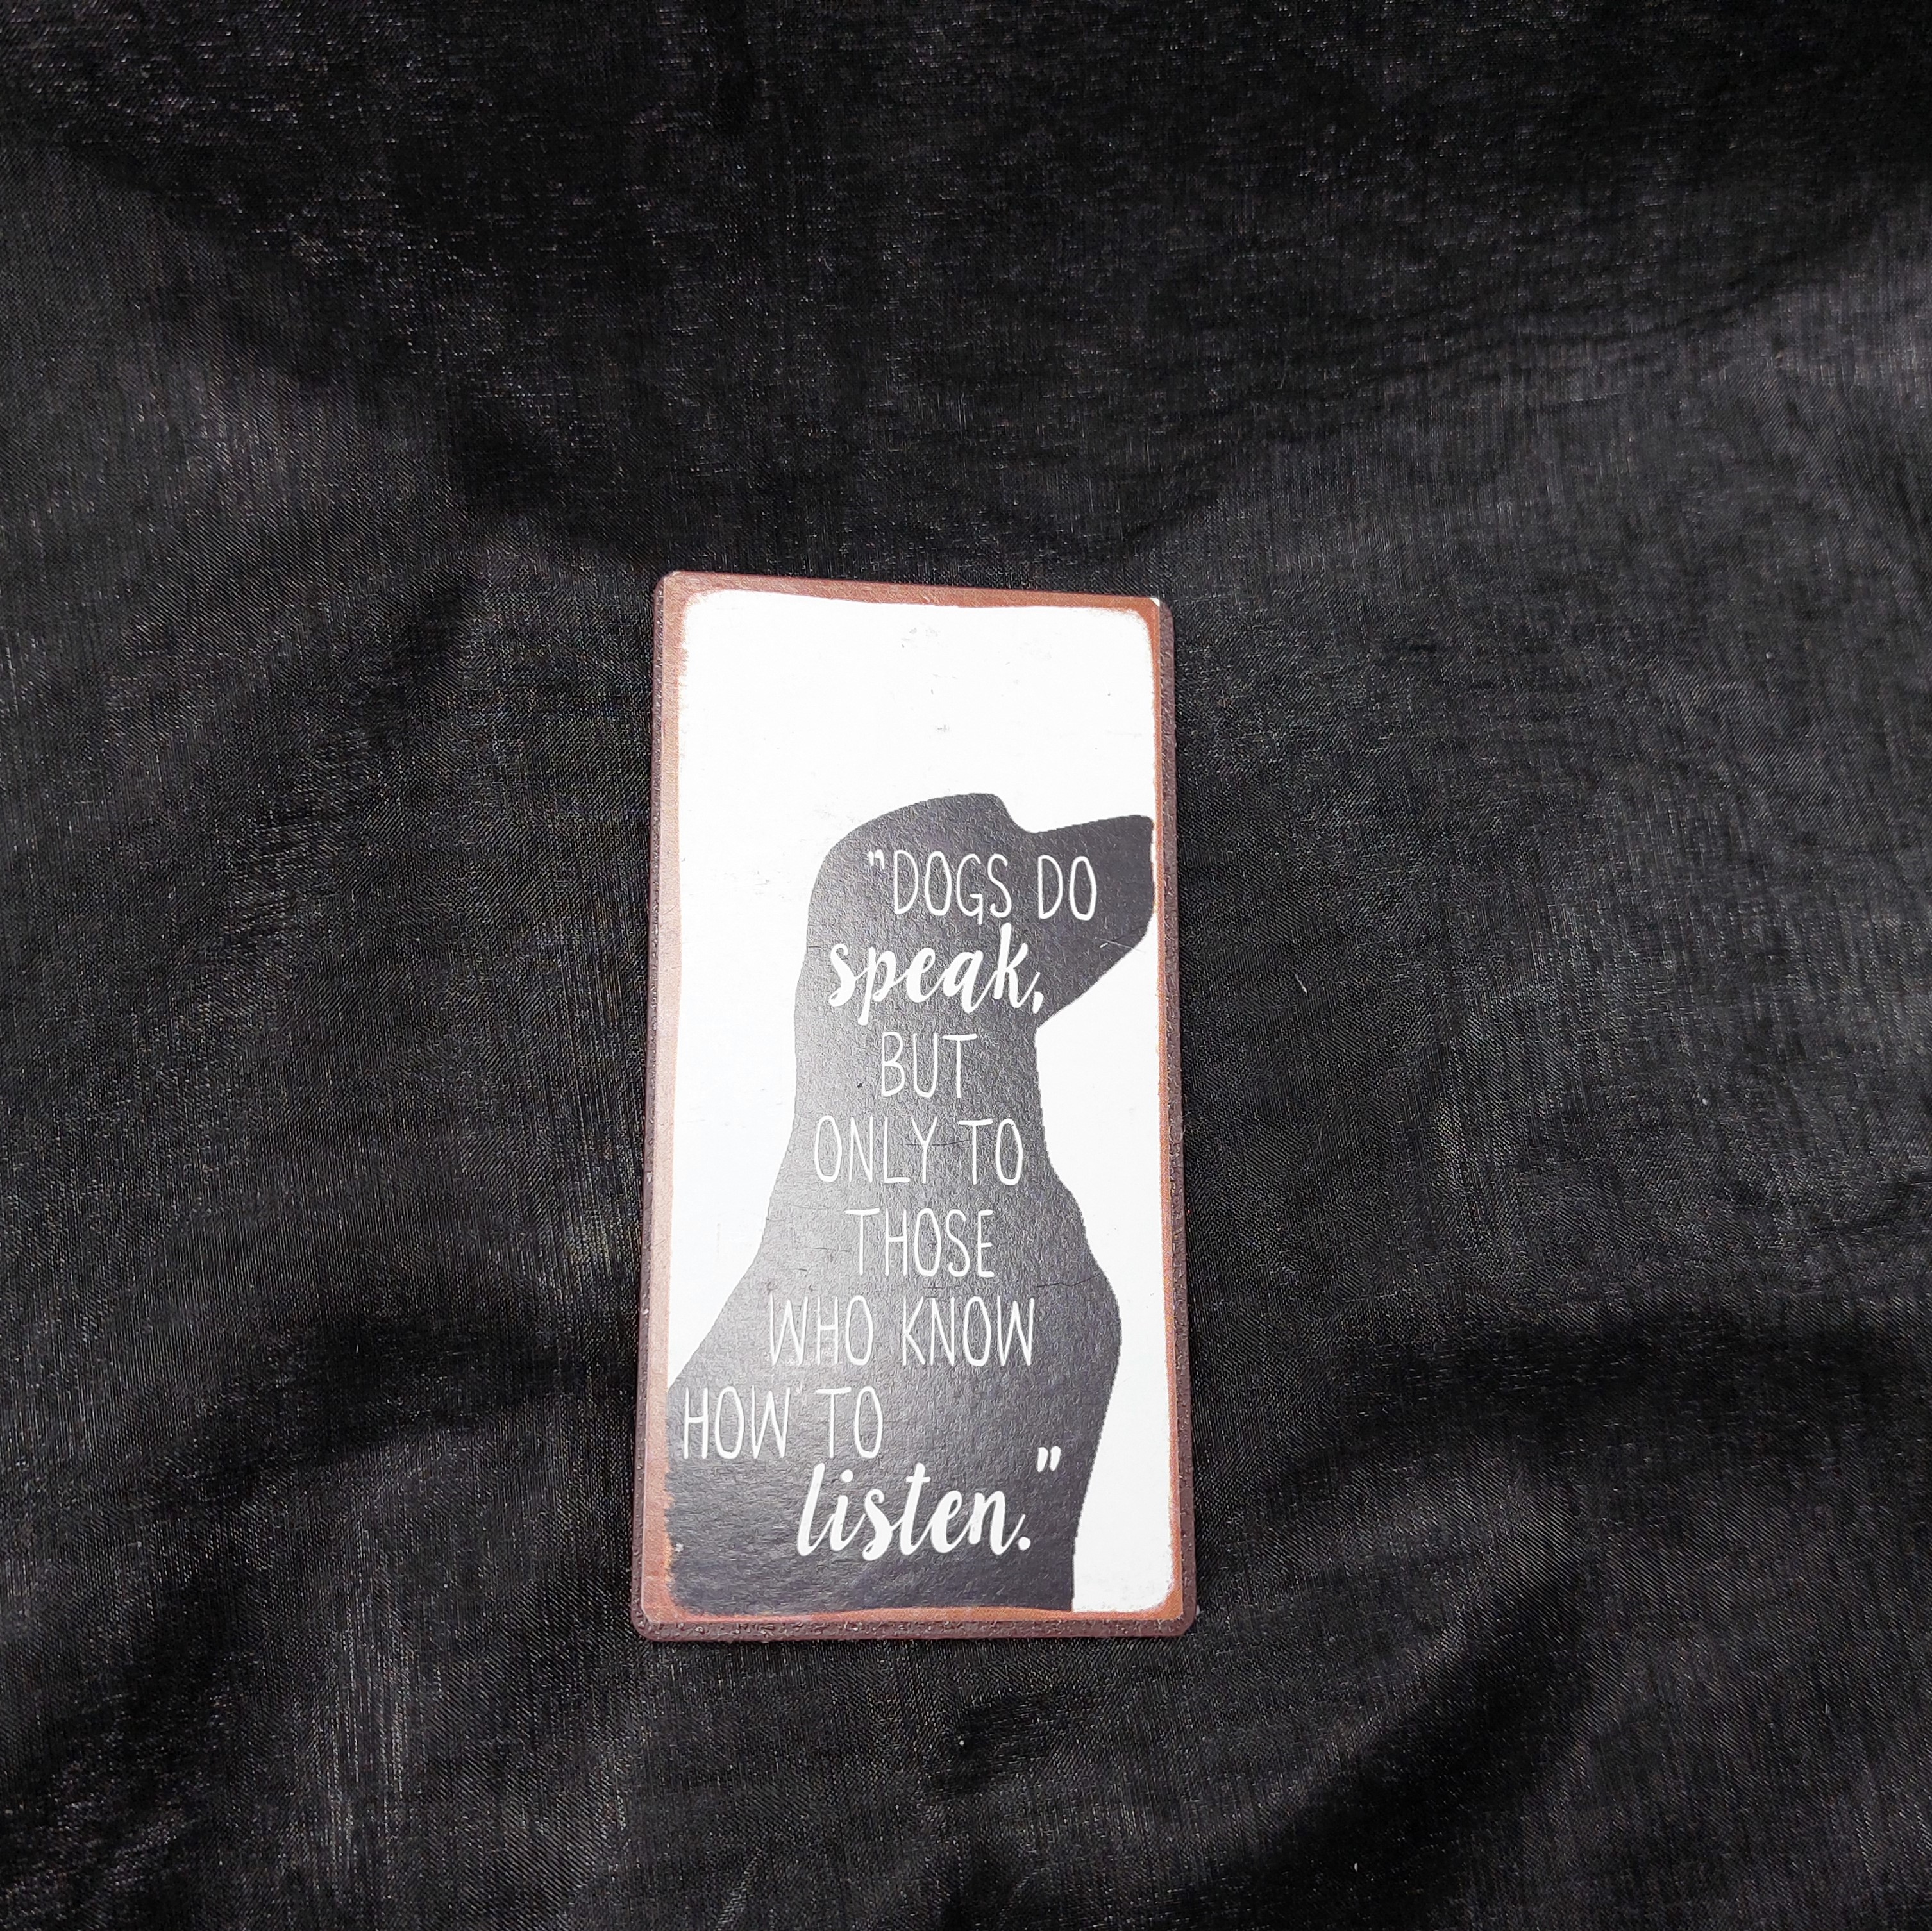 "DOGS DO
speak,
BUT
ONLY TO
THOSE
WHO KNOW
HOW TO
listen."